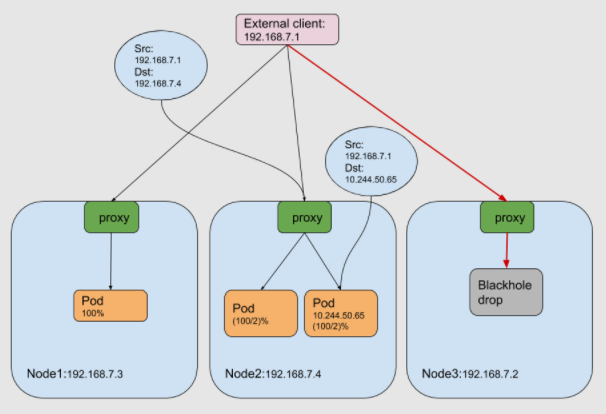 External client:
192.168.7.1
Src:
192.168.7.1
Dst:
192.168.7.4
Src:
192.168.7.1
Dst:
10.244.50.65
proxy
proxy
proxy
Pod
100%
Pod
(100/2)%
Pod
10.244.50.65
(100/2)%
Blackhole
drop
Node1:192.168.7.3
Node2:192.168.7.4
Node3:192.168.7.2